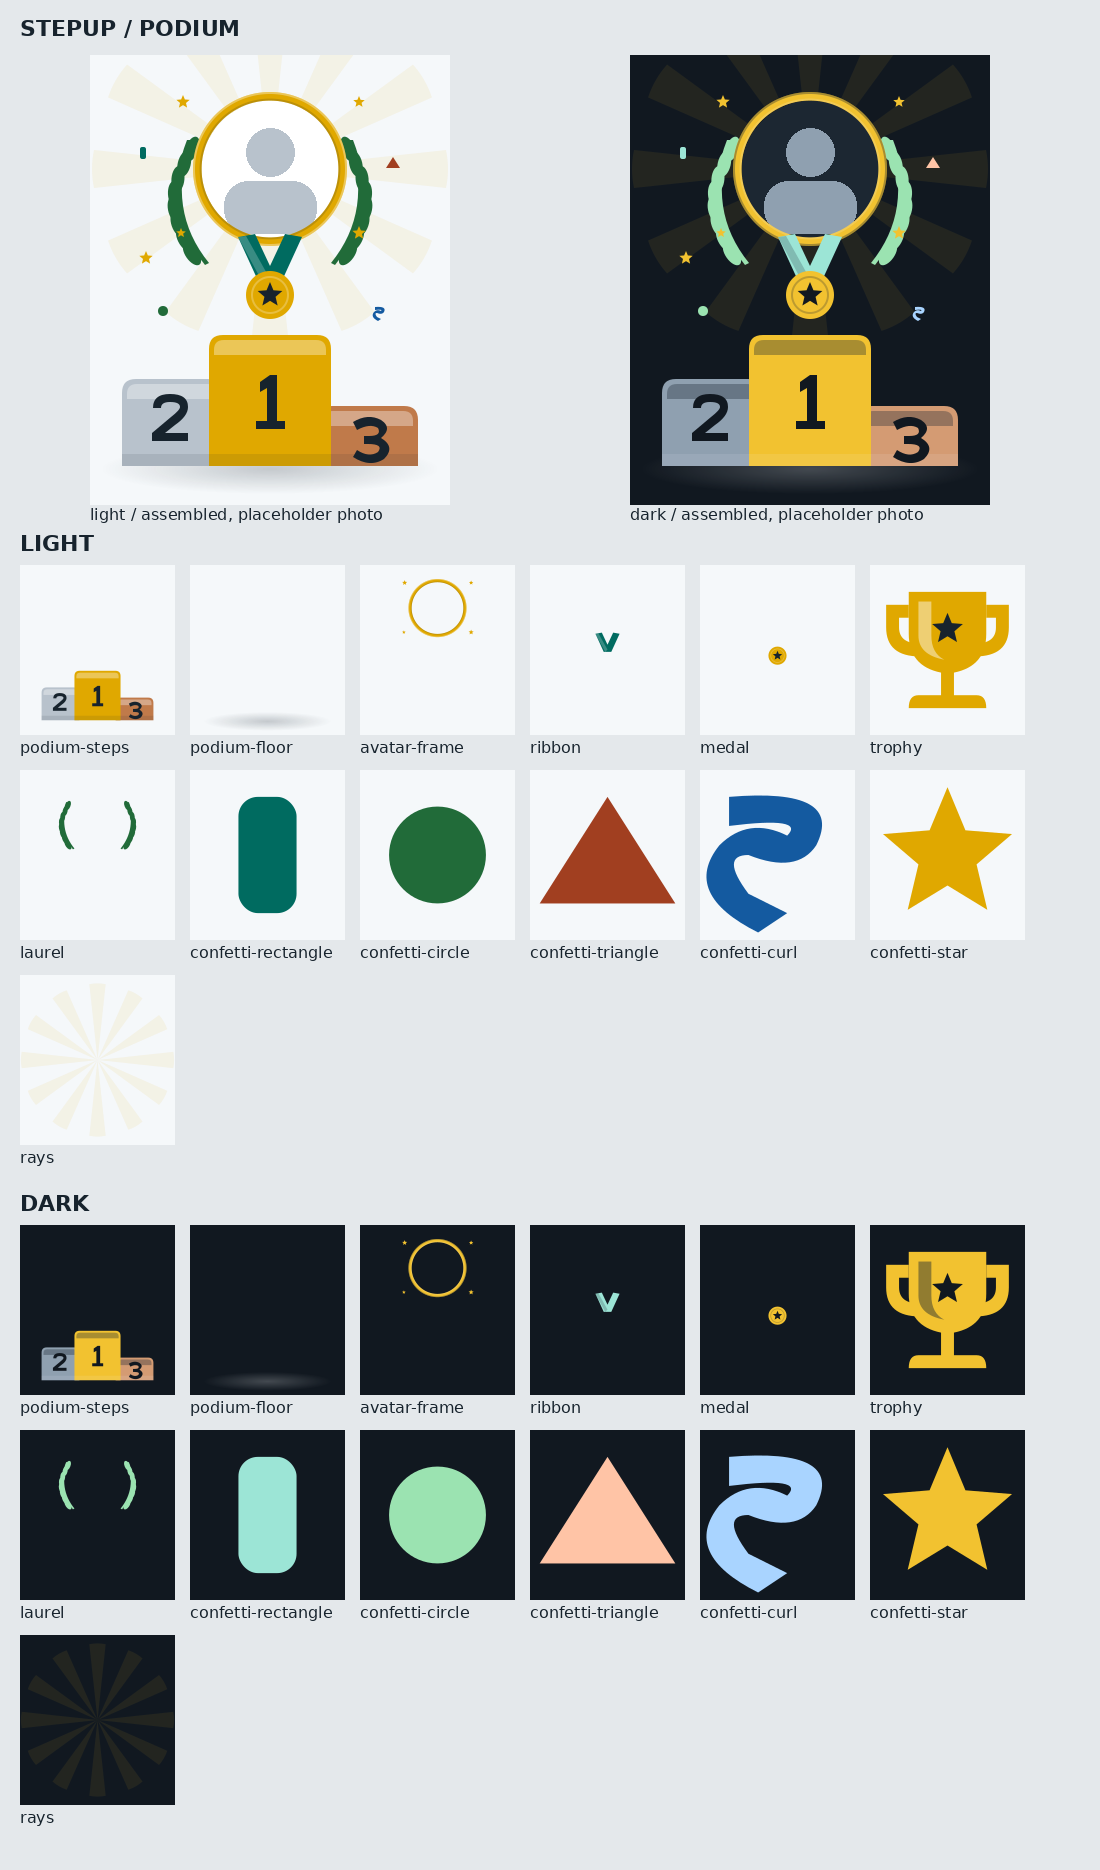 STEPUP / PODIUM
2 1 3
2 1 3
light / assembled, placeholder photo
dark / assembled, placeholder photo
LIGHT
2 1 3
podium-steps
podium-floor
avatar-frame
ribbon
medal
trophy
laurel
confetti-rectangle
confetti-circle
confetti-triangle
confetti-curl
confetti-star
rays
DARK
2 1 3
podium-steps
podium-floor
avatar-frame
ribbon
medal
trophy
laurel
confetti-rectangle
confetti-circle
confetti-triangle
confetti-curl
confetti-star
rays